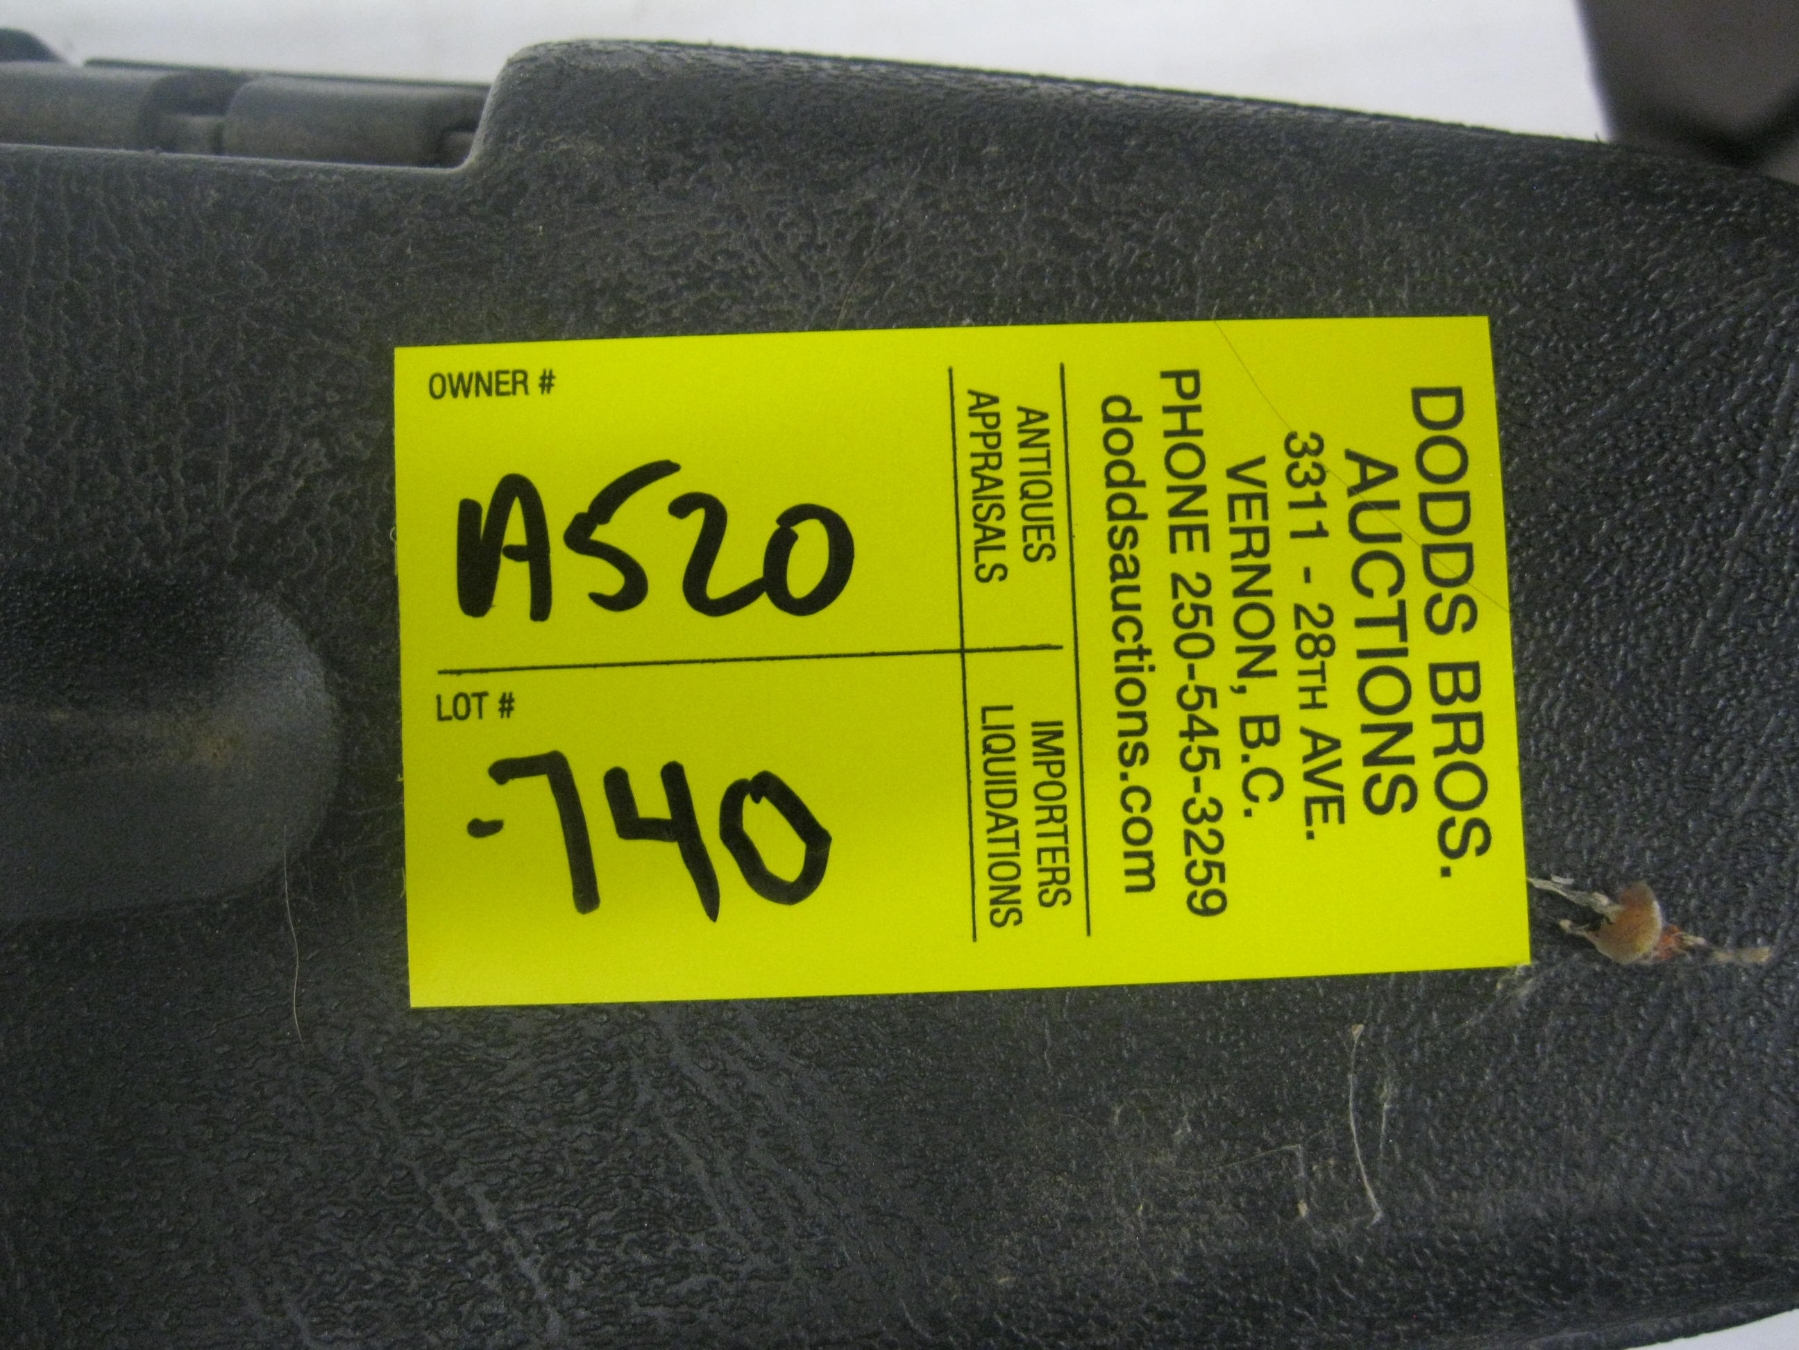 DODDS BROS.
AUCTIONS
3311 - 28TH AVE.
VERNON, B.C.
PHONE 250-545-3259
doddsauctions.com
ANTIQUES
APPRAISALS
IMPORTERS
LIQUIDATIONS
OWNER #
A520
LOT #
·740